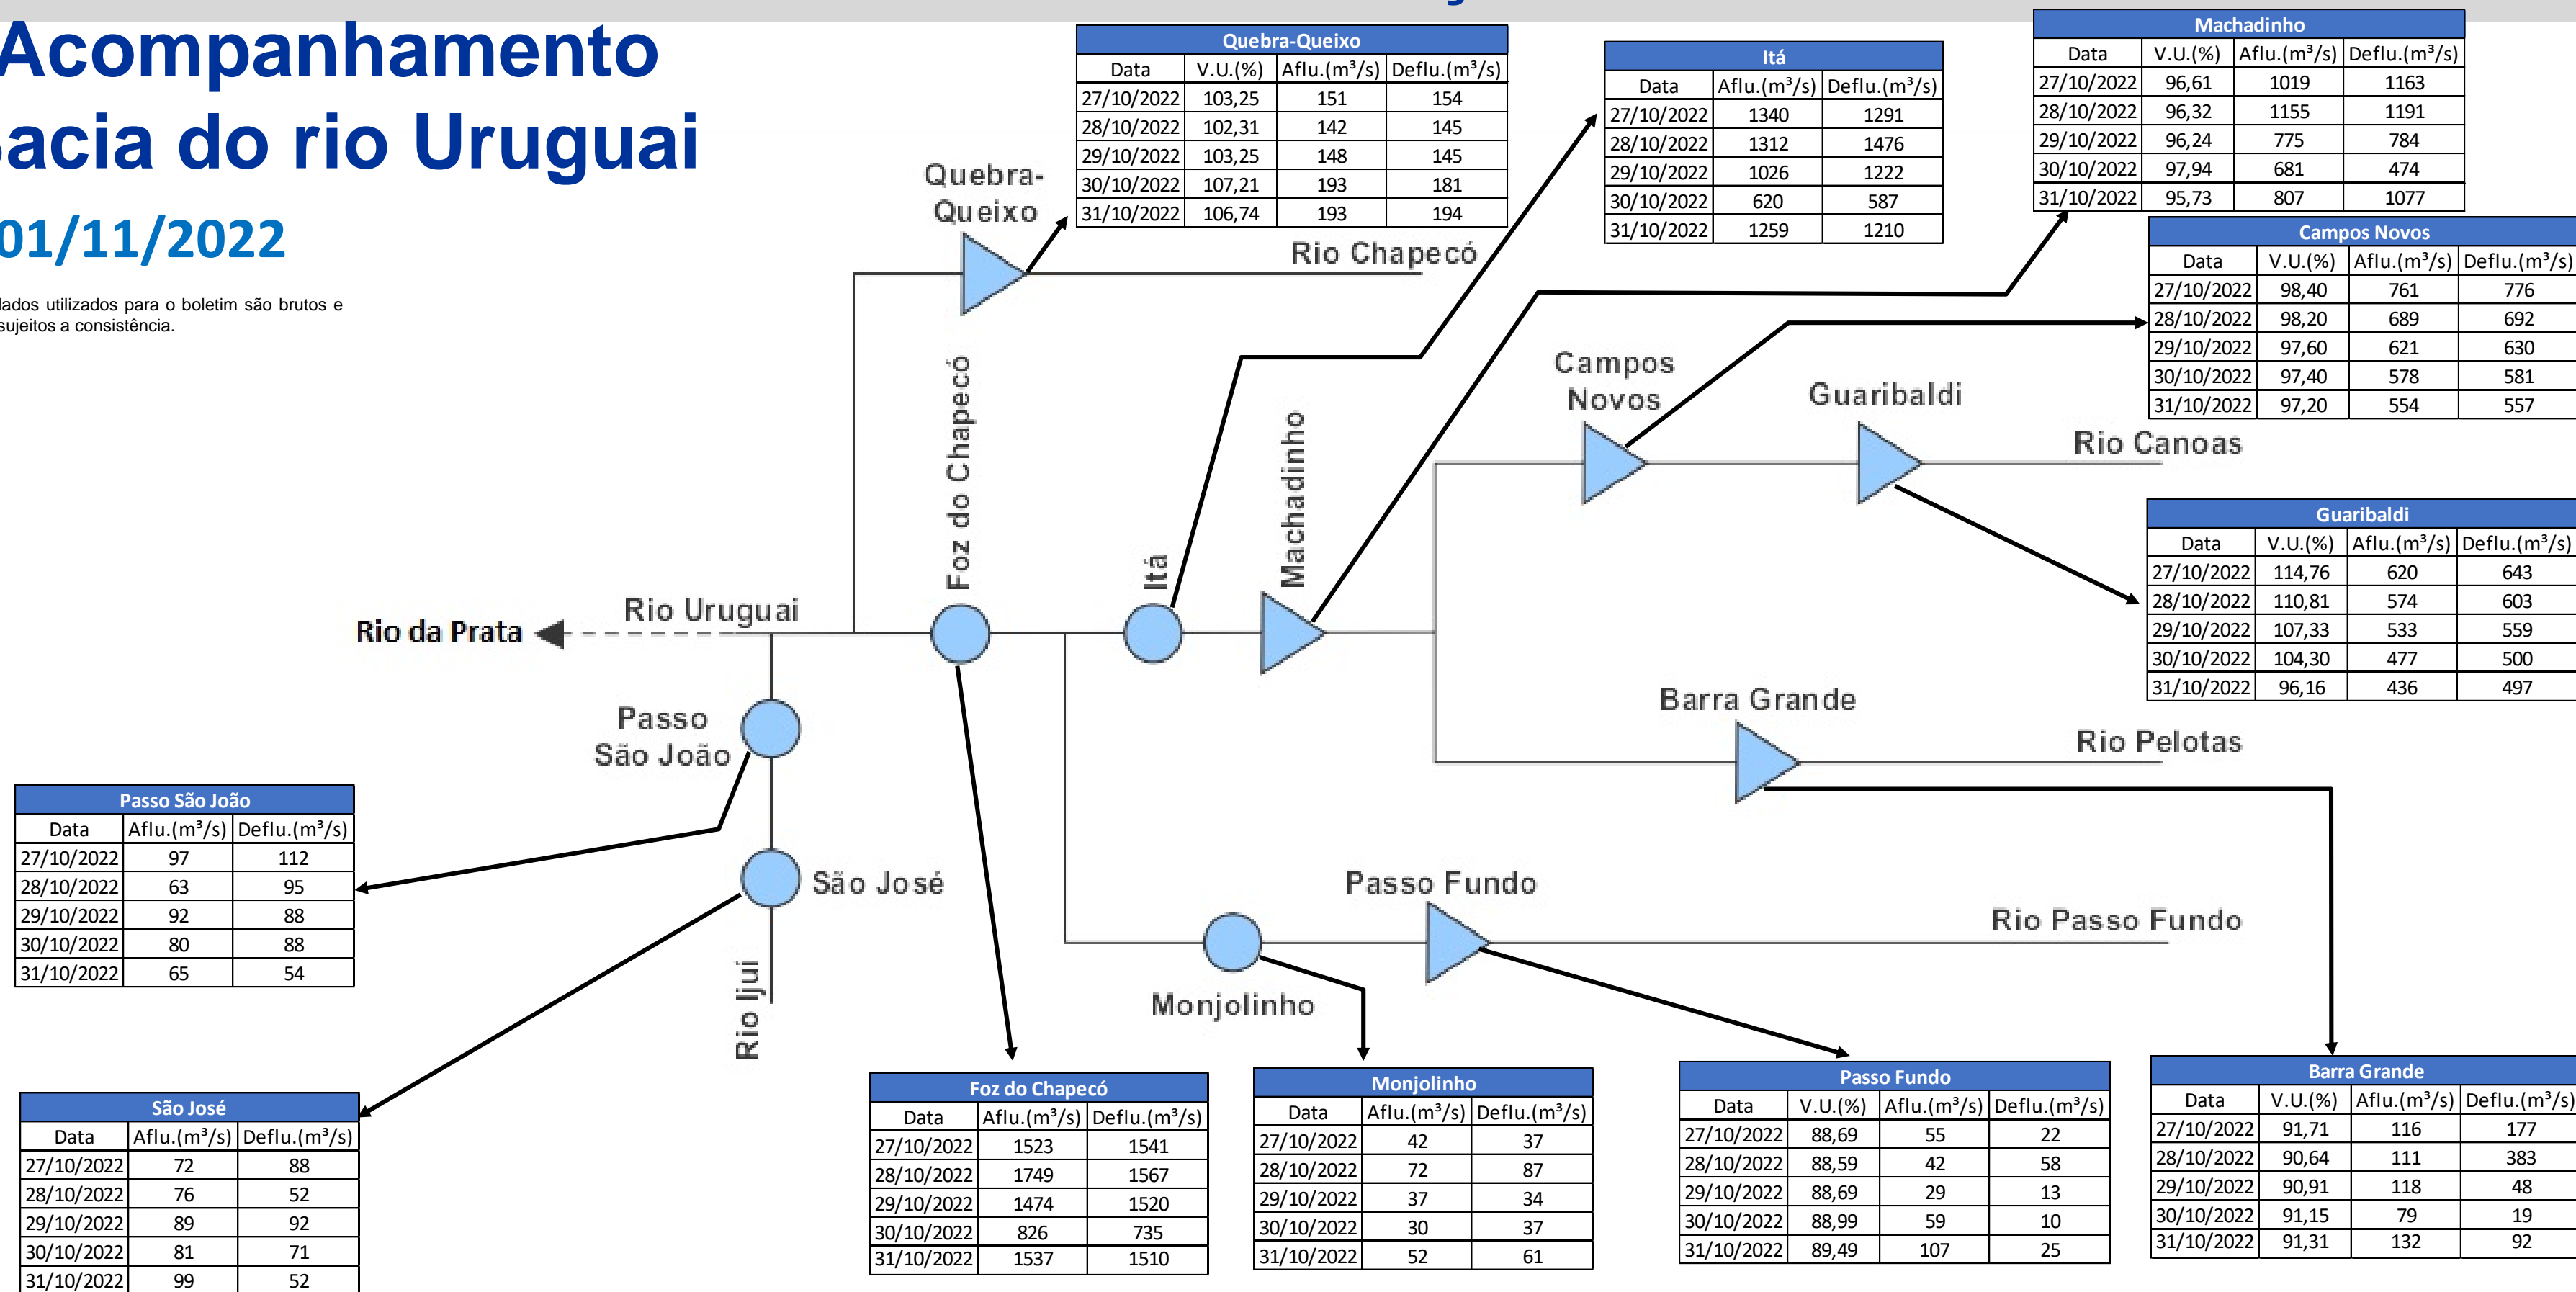 Acompanhamento
Bacia do rio Uruguai
01/11/2022
dados utilizados para o boletim são brutos e
sujeitos a consistência.
Quebra-Queixo
Data V.U.(%) Aflu.(m³/s) Deflu.(m³/s)
27/10/2022 103,25 151 154
28/10/2022 102,31 142 145
29/10/2022 103,25 148 145
30/10/2022 107,21 193 181
31/10/2022 106,74 193 194
Itá
Data Aflu.(m³/s) Deflu.(m³/s)
27/10/2022 1340 1291
28/10/2022 1312 1476
29/10/2022 1026 1222
30/10/2022 620 587
31/10/2022 1259 1210
Machadinho
Data V.U.(%) Aflu.(m³/s) Deflu.(m³/s)
27/10/2022 96,61 1019 1163
28/10/2022 96,32 1155 1191
29/10/2022 96,24 775 784
30/10/2022 97,94 681 474
31/10/2022 95,73 807 1077
Campos Novos
Data V.U.(%) Aflu.(m³/s) Deflu.(m³/s)
27/10/2022 98,40 761 776
28/10/2022 98,20 689 692
29/10/2022 97,60 621 630
30/10/2022 97,40 578 581
31/10/2022 97,20 554 557
Guaribaldi
Data V.U.(%) Aflu.(m³/s) Deflu.(m³/s)
27/10/2022 114,76 620 643
28/10/2022 110,81 574 603
29/10/2022 107,33 533 559
30/10/2022 104,30 477 500
31/10/2022 96,16 436 497
Quebra-
Queixo
Rio Chapecó
Foz do Chapecó
Itá
Machadinho
Campos
Novos
Guaribaldi
Rio Canoas
Rio da Prata
Rio Uruguai
Barra Grande
Rio Pelotas
Passo
São João
São José
Rio Ijuí
Passo Fundo
Rio Passo Fundo
Monjolinho
Passo São João
Data Aflu.(m³/s) Deflu.(m³/s)
27/10/2022 97 112
28/10/2022 63 95
29/10/2022 92 88
30/10/2022 80 88
31/10/2022 65 54
São José
Data Aflu.(m³/s) Deflu.(m³/s)
27/10/2022 72 88
28/10/2022 76 52
29/10/2022 89 92
30/10/2022 81 71
31/10/2022 99 52
Foz do Chapecó
Data Aflu.(m³/s) Deflu.(m³/s)
27/10/2022 1523 1541
28/10/2022 1749 1567
29/10/2022 1474 1520
30/10/2022 826 735
31/10/2022 1537 1510
Monjolinho
Data Aflu.(m³/s) Deflu.(m³/s)
27/10/2022 42 37
28/10/2022 72 87
29/10/2022 37 34
30/10/2022 30 37
31/10/2022 52 61
Passo Fundo
Data V.U.(%) Aflu.(m³/s) Deflu.(m³/s)
27/10/2022 88,69 55 22
28/10/2022 88,59 42 58
29/10/2022 88,69 29 13
30/10/2022 88,99 59 10
31/10/2022 89,49 107 25
Barra Grande
Data V.U.(%) Aflu.(m³/s) Deflu.(m³/s)
27/10/2022 91,71 116 177
28/10/2022 90,64 111 383
29/10/2022 90,91 118 48
30/10/2022 91,15 79 19
31/10/2022 91,31 132 92